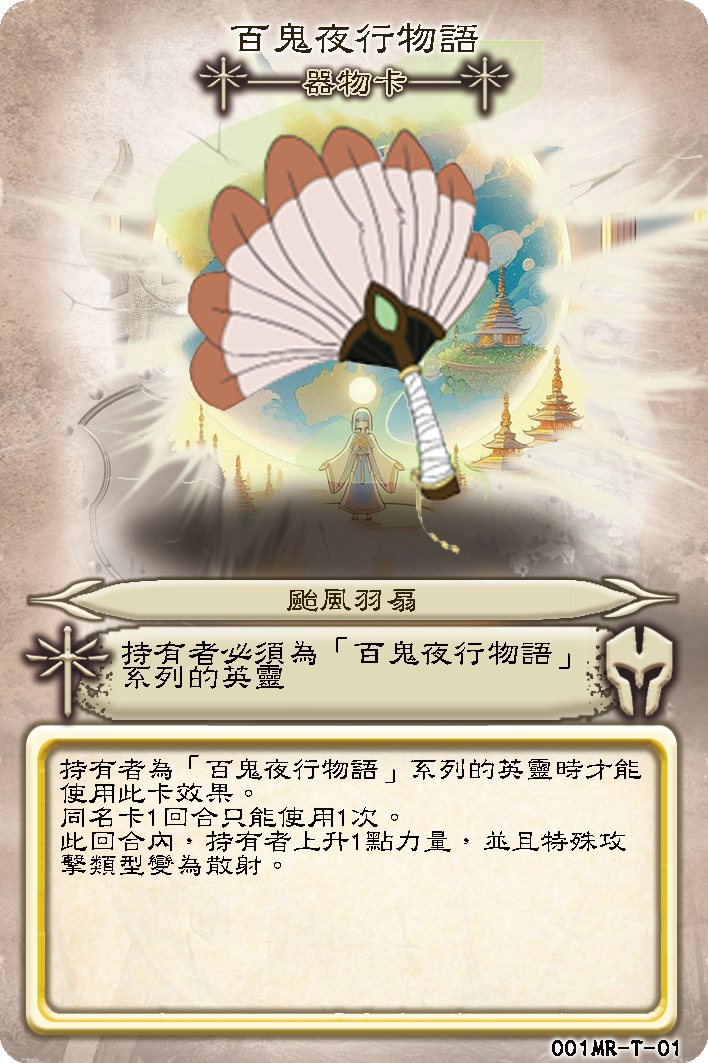 百鬼夜行物語
器物卡
颱風羽扇
持有者必須為「百鬼夜行物語」
系列的英靈
持有者為「百鬼夜行物語」系列的英靈時才能
使用此卡效果。
同名卡1回合只能使用1次。
此回合內，持有者上升1點力量，並且特殊攻
擊類型變為散射。
001MR-T-01